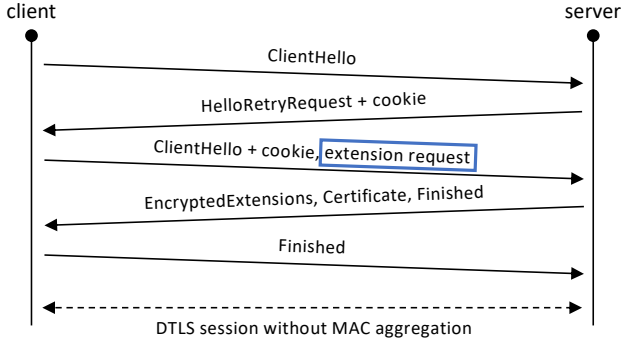 client
server
ClientHello
HelloRetryRequest + cookie
ClientHello + cookie, extension request
EncryptedExtensions, Certificate, Finished
Finished
DTLS session without MAC aggregation